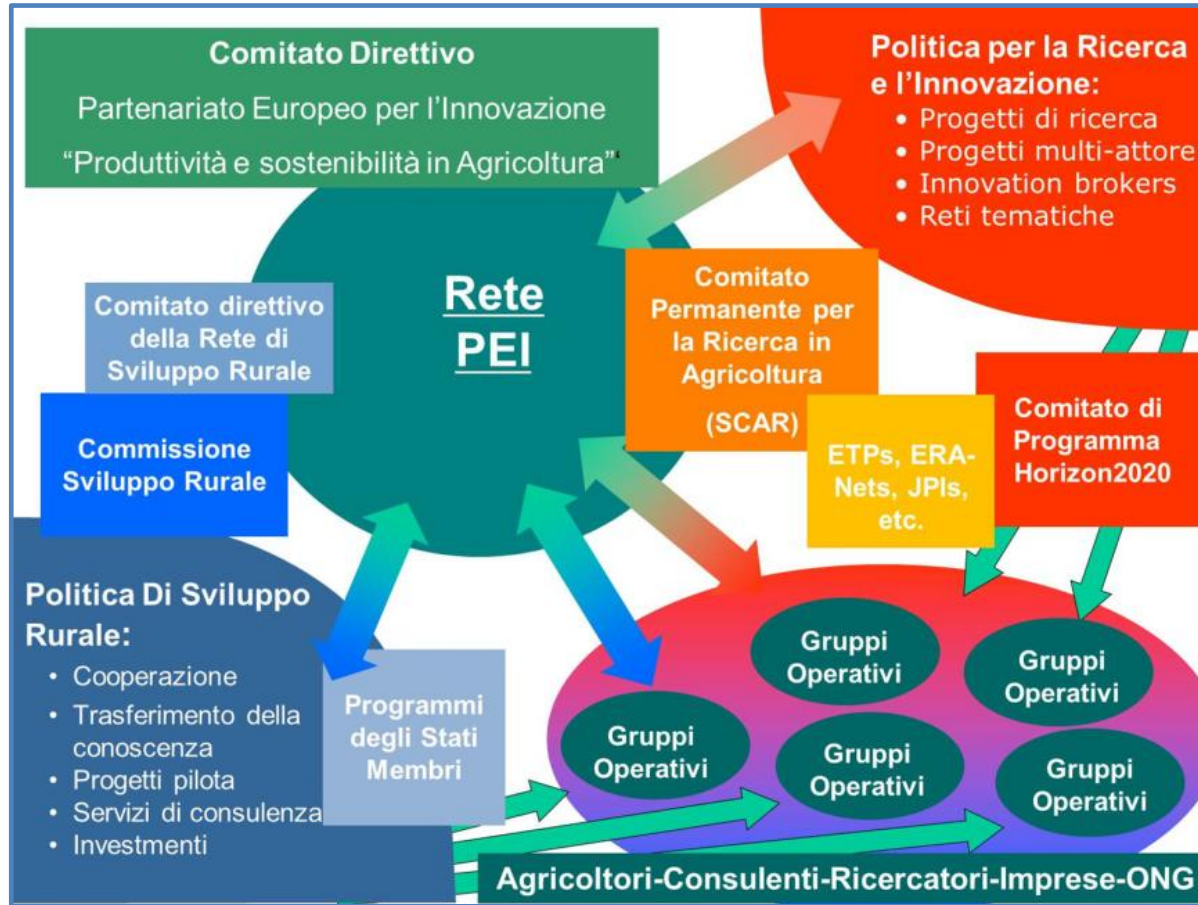 Comitato Direttivo
Partenariato Europeo per l'Innovazione
“Produttività e sostenibilità in Agricoltura”‘
Politica per la Ricerca
e l'Innovazione:
• Progetti di ricerca
• Progetti multi-attore
• Innovation brokers
• Reti tematiche
Rete
PEI
Comitato direttivo
della Rete di
Sviluppo Rurale
Commissione
Sviluppo Rurale
Comitato
Permanente per
la Ricerca in
Agricoltura
(SCAR)
ETPs, ERA-
Nets, JPIs,
etc.
Comitato di
Programma
Horizon2020
Politica Di Sviluppo
Rurale:
• Cooperazione
• Trasferimento della
conoscenza
• Progetti pilota
• Servizi di consulenza
• Investimenti
Programmi
degli Stati
Membri
Gruppi
Operativi
Gruppi
Operativi
Gruppi
Operativi
Gruppi
Operativi
Gruppi
Operativi
Agricoltori-Consulenti-Ricercatori-Imprese-ONG